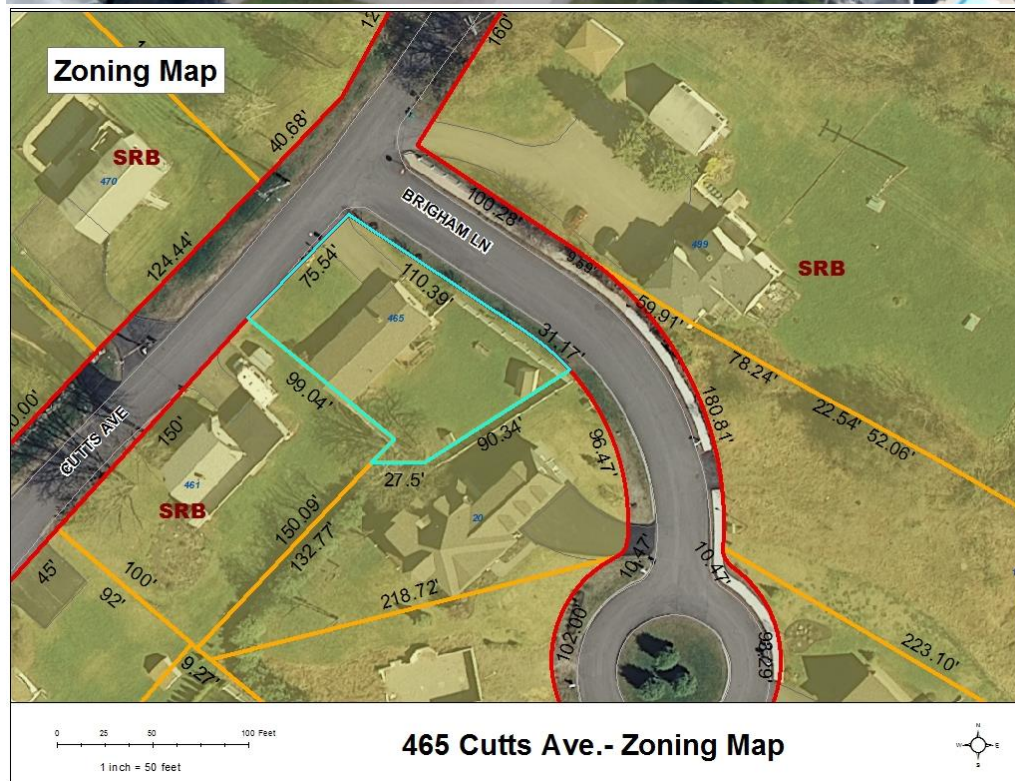 Zoning Map
160'
40.68'
SRB
470
124.44'
BRIGHAM LN
100.28'
9.59'
489
SRB
75.54'
110.39'
465
59.91'
31.17'
78.24'
99.04'
180.81'
22.54' 52.06'
CUTTS AVE
150'
90.34'
96.47'
27.5'
461
SRB
20
150.09'
132.77'
10.47'
10.47'
45'
100'
92'
218.72'
102.00'
98.29'
223.10'
9.27'
0 25 50 100 Feet
1 inch = 50 feet
465 Cutts Ave.- Zoning Map
N
W E
S